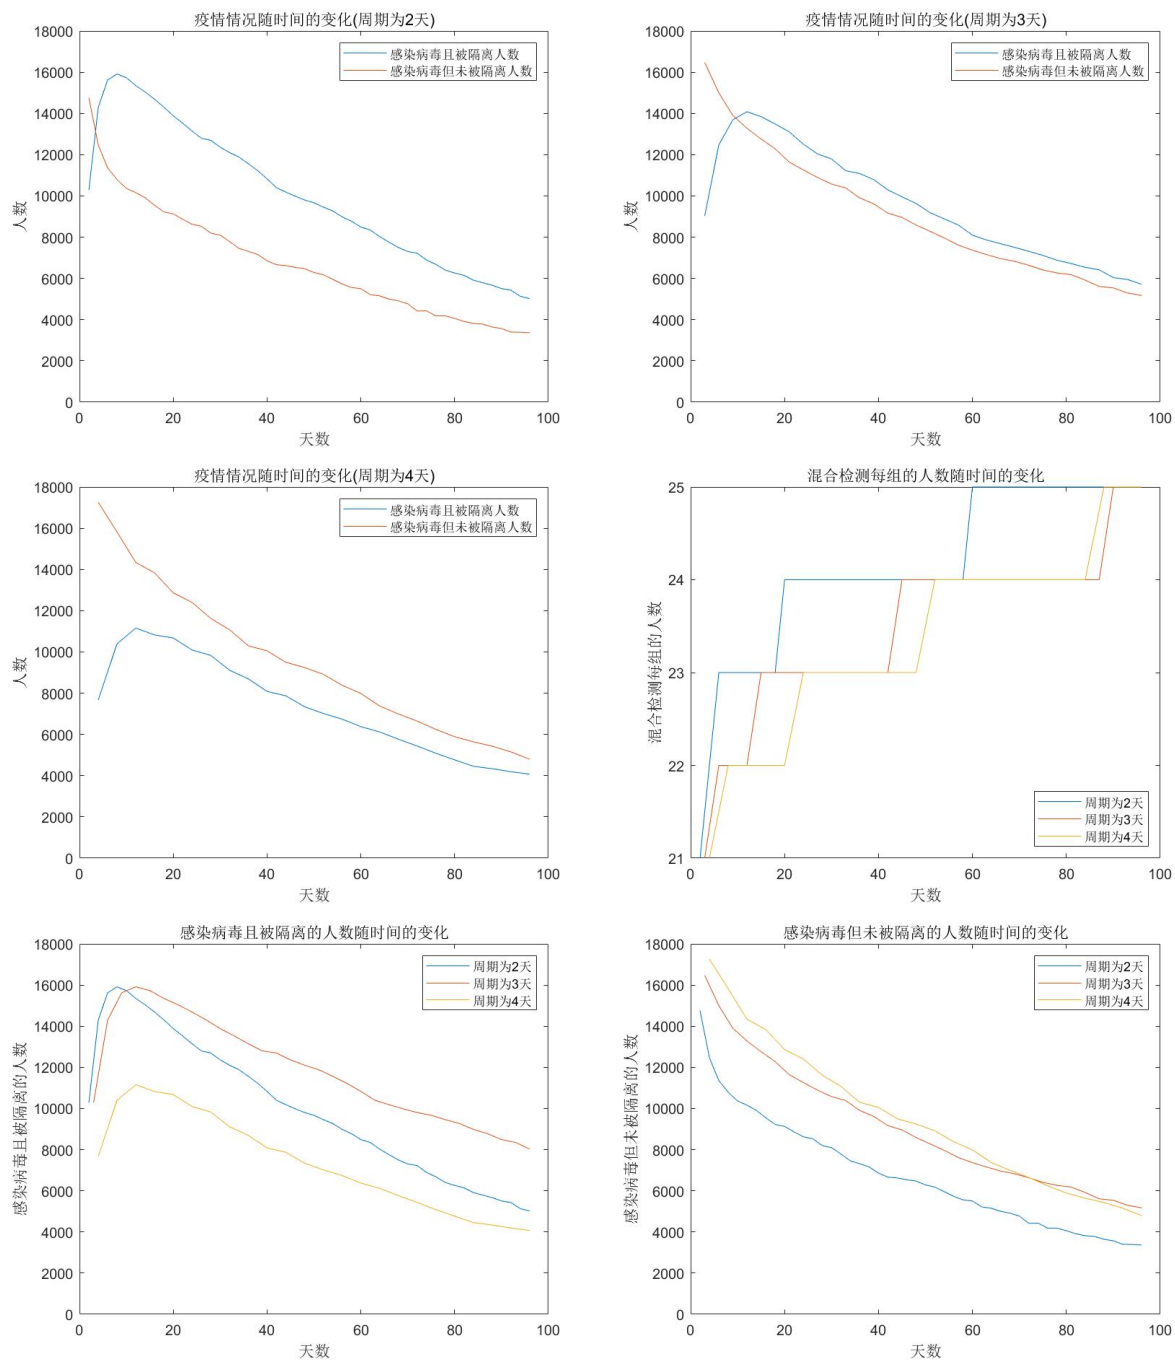 疫情情况随时间的变化(周期为2天)
18000
16000
14000
12000
10000
8000
6000
4000
2000
0
人数
感染病毒且被隔离人数
感染病毒但未被隔离人数
0 20 40 60 80 100
天数
疫情情况随时间的变化(周期为3天)
18000
16000
14000
12000
10000
8000
6000
4000
2000
0
人数
感染病毒且被隔离人数
感染病毒但未被隔离人数
0 20 40 60 80 100
天数
疫情情况随时间的变化(周期为4天)
18000
16000
14000
12000
10000
8000
6000
4000
2000
0
人数
感染病毒且被隔离人数
感染病毒但未被隔离人数
0 20 40 60 80 100
天数
混合检测每组的人数随时间的变化
25
24
23
22
21
混合检测每组的人数
周期为2天
周期为3天
周期为4天
0 20 40 60 80 100
天数
感染病毒且被隔离的人数随时间的变化
18000
16000
14000
12000
10000
8000
6000
4000
2000
0
感染病毒且被隔离的人数
周期为2天
周期为3天
周期为4天
0 20 40 60 80 100
天数
感染病毒但未被隔离的人数随时间的变化
18000
16000
14000
12000
10000
8000
6000
4000
2000
0
感染病毒但未被隔离的人数
周期为2天
周期为3天
周期为4天
0 20 40 60 80 100
天数